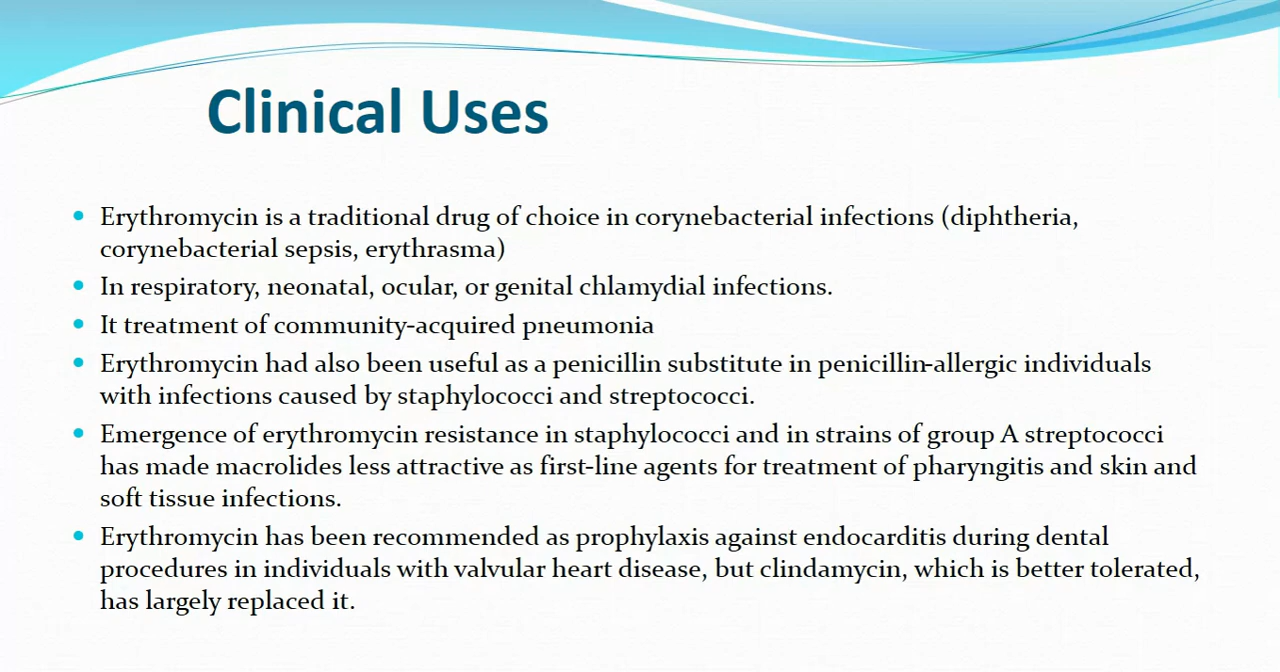 Clinical Uses
• Erythromycin is a traditional drug of choice in corynebacterial infections (diphtheria,
corynebacterial sepsis, erythrasma)
• In respiratory, neonatal, ocular, or genital chlamydial infections.
• It treatment of community-acquired pneumonia
• Erythromycin had also been useful as a penicillin substitute in penicillin-allergic individuals
with infections caused by staphylococci and streptococci.
• Emergence of erythromycin resistance in staphylococci and in strains of group A streptococci
has made macrolides less attractive as first-line agents for treatment of pharyngitis and skin and
soft tissue infections.
• Erythromycin has been recommended as prophylaxis against endocarditis during dental
procedures in individuals with valvular heart disease, but clindamycin, which is better tolerated,
has largely replaced it.